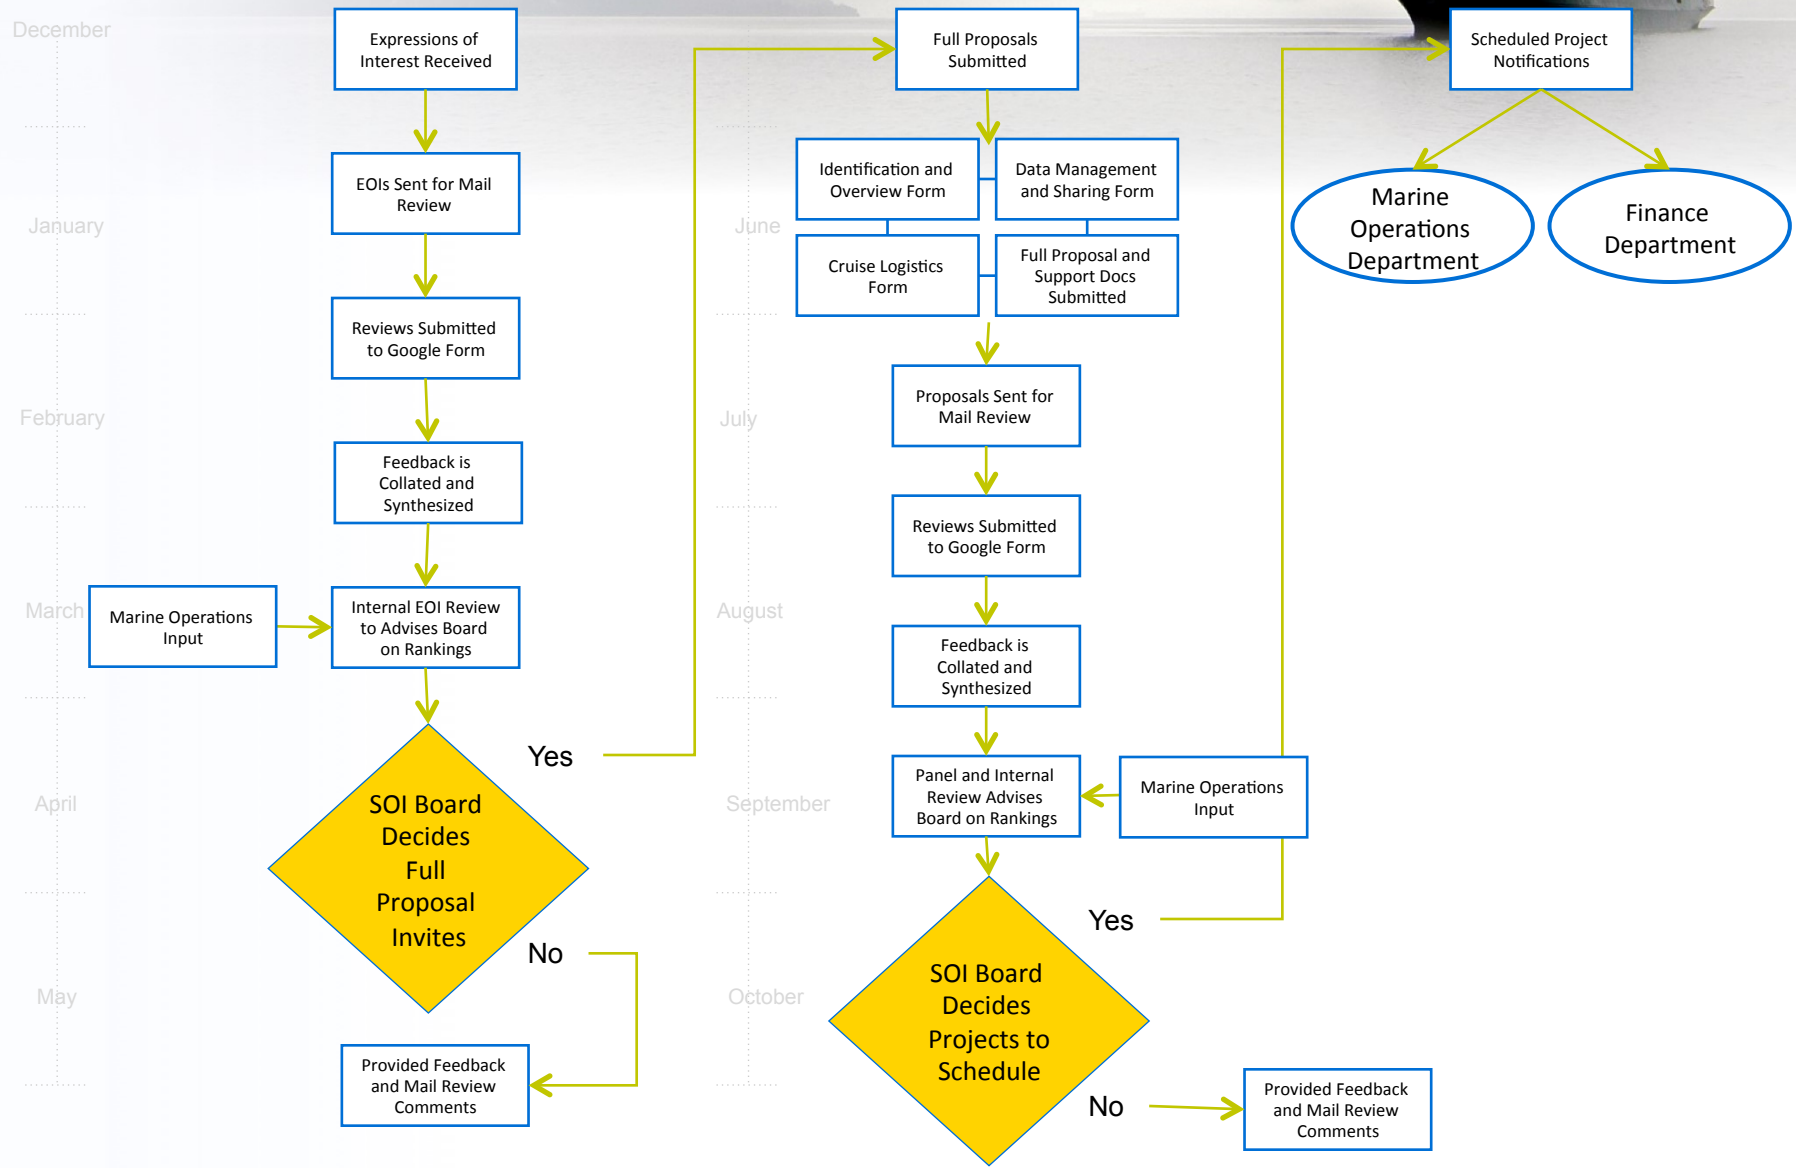 December
January
February
March
April
May
Expressions of
Interest Received
EOIs Sent for Mail
Review
Reviews Submitted
to Google Form
Feedback is
Collated and
Synthesized
Marine Operations
Input
Internal EOI Review
to Advises Board
on Rankings
SOI Board
Decides
Full
Proposal
Invites
Yes
No
Provided Feedback
and Mail Review
Comments
June
July
August
September
October
Full Proposals
Submitted
Identification and
Overview Form
Data Management
and Sharing Form
Cruise Logistics
Form
Full Proposal and
Support Docs
Submitted
Proposals Sent for
Mail Review
Reviews Submitted
to Google Form
Feedback is
Collated and
Synthesized
Panel and Internal
Review Advises
Board on Rankings
Marine Operations
Input
SOI Board
Decides
Projects to
Schedule
Yes
No
Provided Feedback
and Mail Review
Comments
Scheduled Project
Notifications
Marine
Operations
Department
Finance
Department